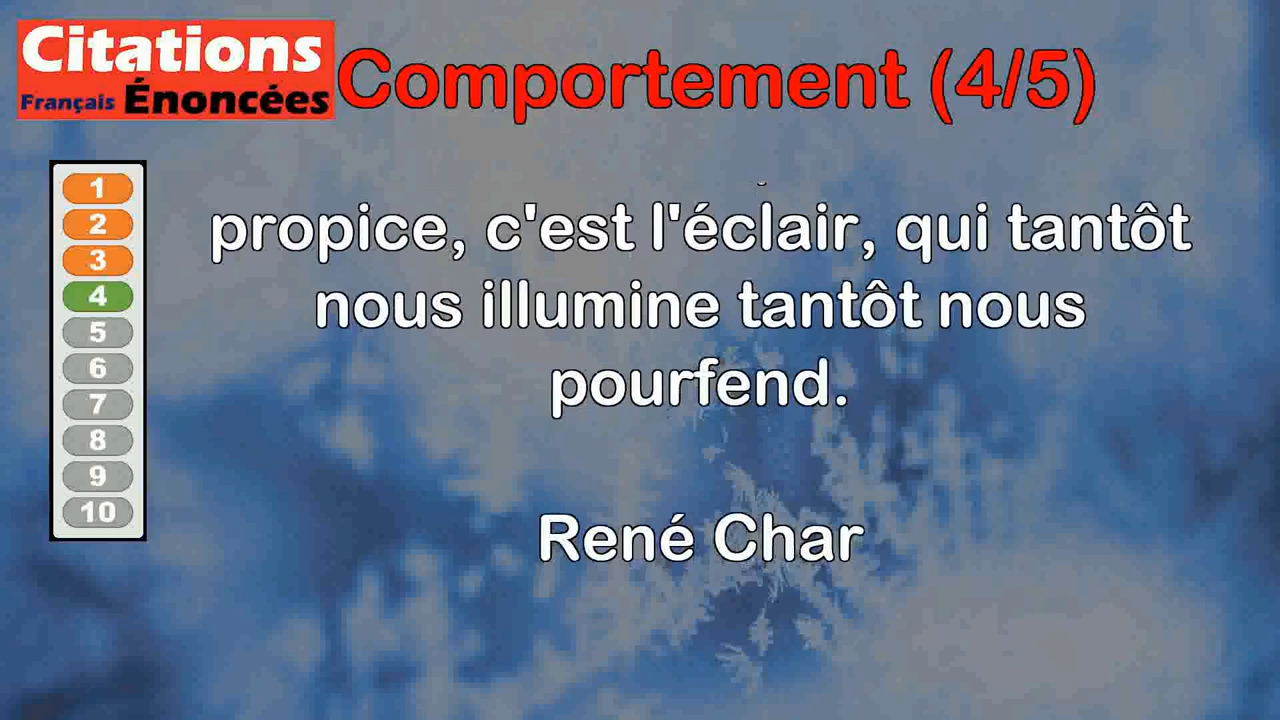 Citations
Français Énoncées
Comportement (4/5)
1
2
3
4
5
6
7
8
9
10
propice, c'est l'éclair, qui tantôt
nous illumine tantôt nous
pourfend.
René Char